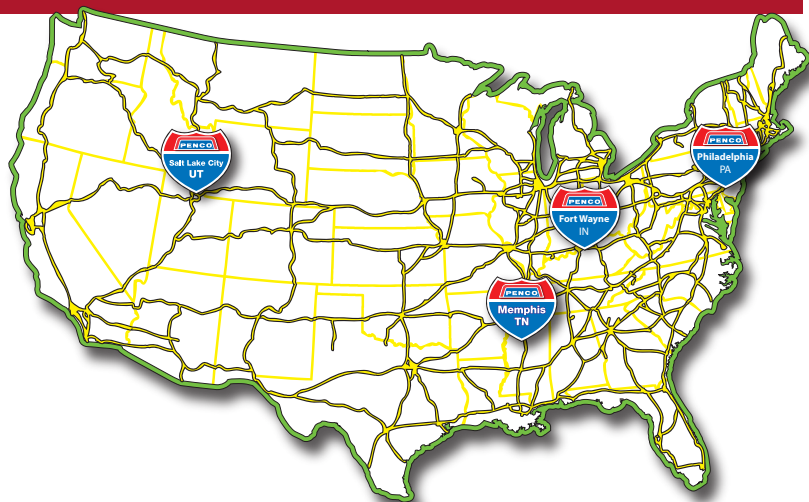 PENCO
Salt Lake City
UT
PENCO
Philadelphia
PA
PENCO
Fort Wayne
IN
PENCO
Memphis
TN